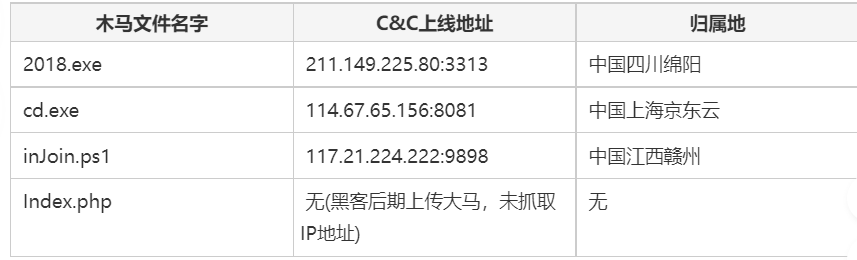 木马文件名字 C&C上线地址 归属地
2018.exe 211.149.225.80:3313 中国四川绵阳
cd.exe 114.67.65.156:8081 中国上海京东云
inJoin.ps1 117.21.224.222:9898 中国江西赣州
Index.php 无(黑客后期上传大马，未抓取 无
IP地址)